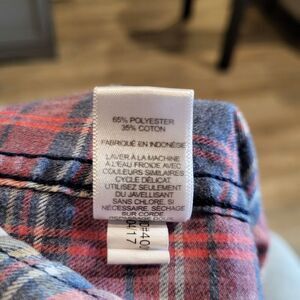 65% POLYESTER
35% COTON
FABRIQUÉ EN INDONÉSIE
LAVER À LA MACHINE
À L'EAU FROIDE AVEC
COULEURS SIMILAIRES
CYCLE DÉLICAT
UTILISEZ SEULEMENT
DU JAVELLISANT
SANS CHLORE, SI
NÉCESSAIRE. SÉCHAGE
SUR CORDE